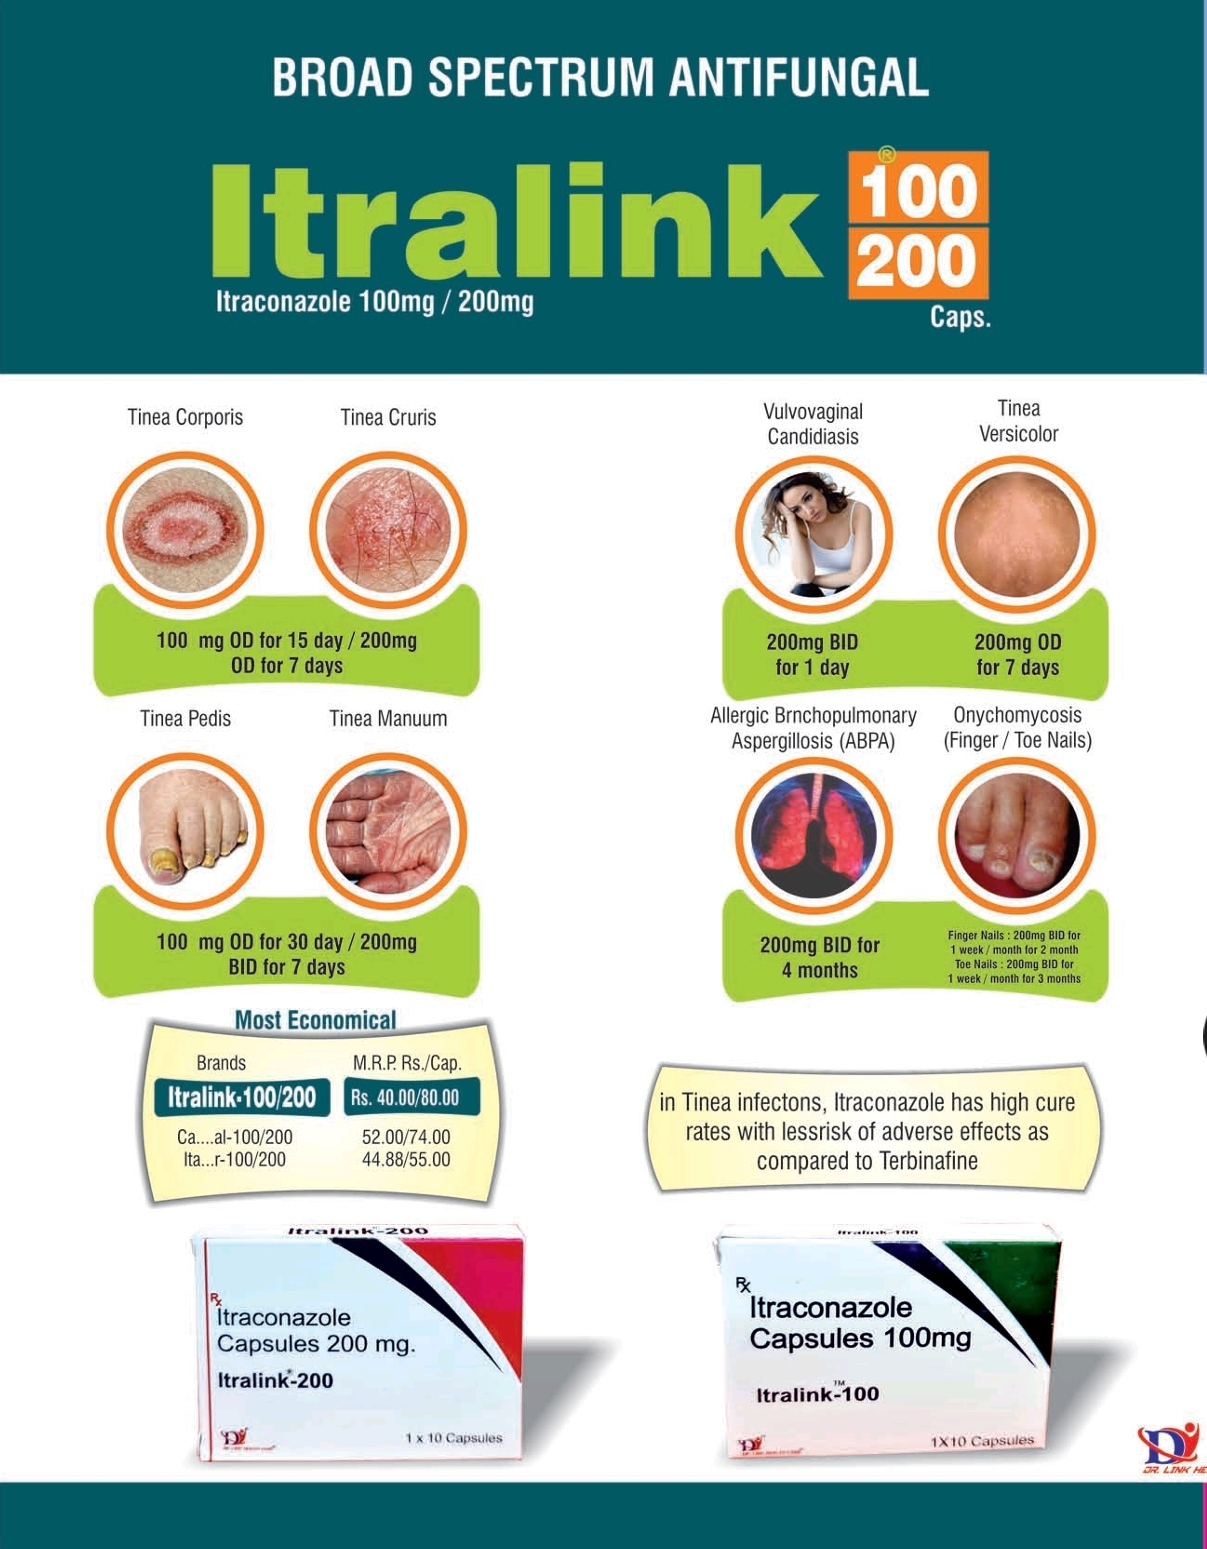 BROAD SPECTRUM ANTIFUNGAL
Itralink ® 100
200
Itraconazole 100mg / 200mg
Caps.
Tinea Corporis
Tinea Cruris
100 mg OD for 15 day / 200mg
OD for 7 days
Vulvovaginal
Candidiasis
Tinea
Versicolor
200mg BID
for 1 day
200mg OD
for 7 days
Tinea Pedis
Tinea Manuum
100 mg OD for 30 day / 200mg
BID for 7 days
Allergic Brnchopulmonary
Aspergillosis (ABPA)
Onychomycosis
(Finger / Toe Nails)
200mg BID for
4 months
Finger Nails : 200mg BID for
1 week / month for 2 month
Toe Nails : 200mg BID for
1 week / month for 3 months
Most Economical
Brands M.R.P. Rs./Cap.
Itralink-100/200 Rs. 40.00/80.00
Ca....al-100/200 52.00/74.00
Ita...r-100/200 44.88/55.00
in Tinea infectons, Itraconazole has high cure
rates with lessrisk of adverse effects as
compared to Terbinafine
Itralink-200
Rx
Itraconazole
Capsules 200 mg.
Itralink-200
1 x 10 Capsules
Itralink-100
Rx
Itraconazole
Capsules 100mg
Itralink-100
TM
1X10 Capsules
DR. LINK HE